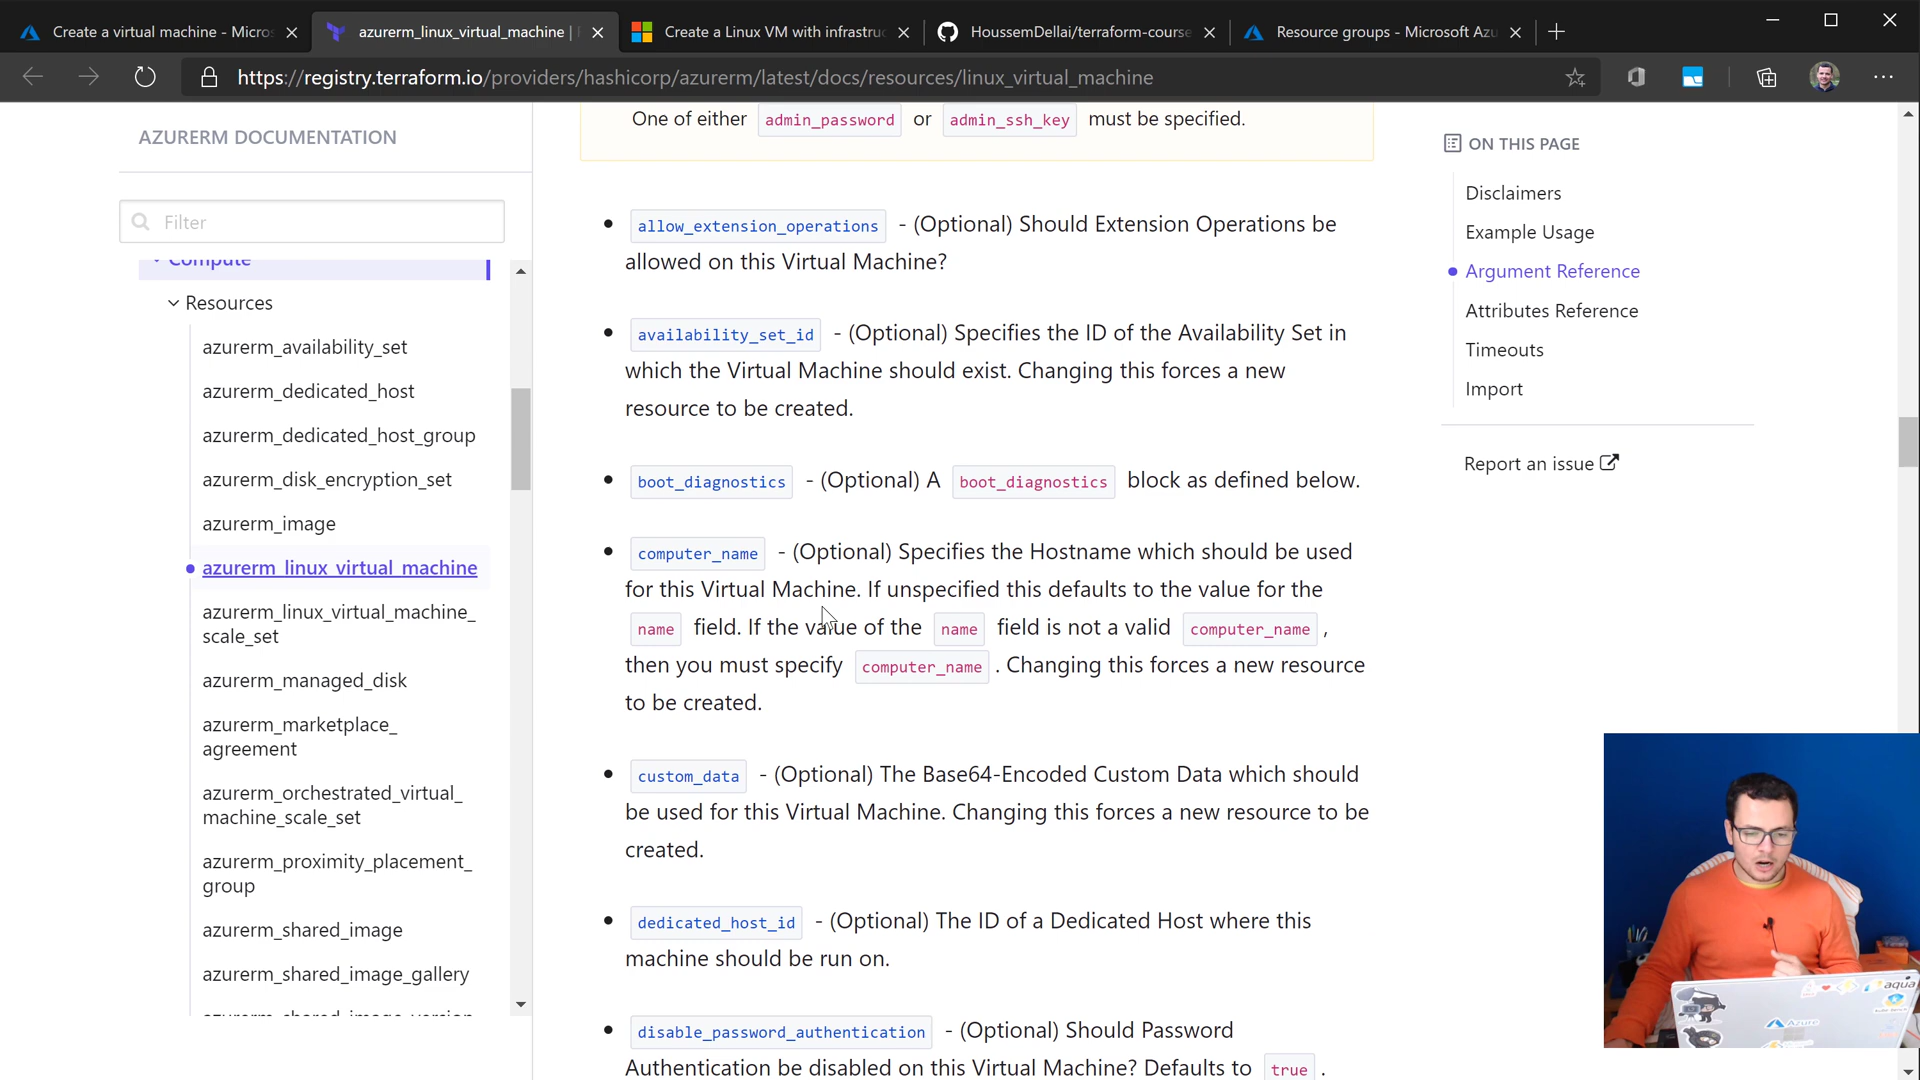 Create a virtual machine - Micros
azurerm_linux_virtual_machine |
Create a Linux VM with infrastruc
HoussemDellai/terraform-course
Resource groups - Microsoft Azu
https://registry.terraform.io/providers/hashicorp/azurerm/latest/docs/resources/linux_virtual_machine
AZURERM DOCUMENTATION
Filter
Compute
Resources
azurerm_availability_set
azurerm_dedicated_host
azurerm_dedicated_host_group
azurerm_disk_encryption_set
azurerm_image
azurerm_linux_virtual_machine
azurerm_linux_virtual_machine_
scale_set
azurerm_managed_disk
azurerm_marketplace_
agreement
azurerm_orchestrated_virtual_
machine_scale_set
azurerm_proximity_placement_
group
azurerm_shared_image
azurerm_shared_image_gallery
azurerm_shared_image_version
One of either admin_password or admin_ssh_key must be specified.
allow_extension_operations - (Optional) Should Extension Operations be
allowed on this Virtual Machine?
availability_set_id - (Optional) Specifies the ID of the Availability Set in
which the Virtual Machine should exist. Changing this forces a new
resource to be created.
boot_diagnostics - (Optional) A boot_diagnostics block as defined below.
computer_name - (Optional) Specifies the Hostname which should be used
for this Virtual Machine. If unspecified this defaults to the value for the
name field. If the value of the name field is not a valid computer_name ,
then you must specify computer_name . Changing this forces a new resource
to be created.
custom_data - (Optional) The Base64-Encoded Custom Data which should
be used for this Virtual Machine. Changing this forces a new resource to be
created.
dedicated_host_id - (Optional) The ID of a Dedicated Host where this
machine should be run on.
disable_password_authentication - (Optional) Should Password
Authentication be disabled on this Virtual Machine? Defaults to true .
ON THIS PAGE
Disclaimers
Example Usage
Argument Reference
Attributes Reference
Timeouts
Import
Report an issue
aqua
Azure